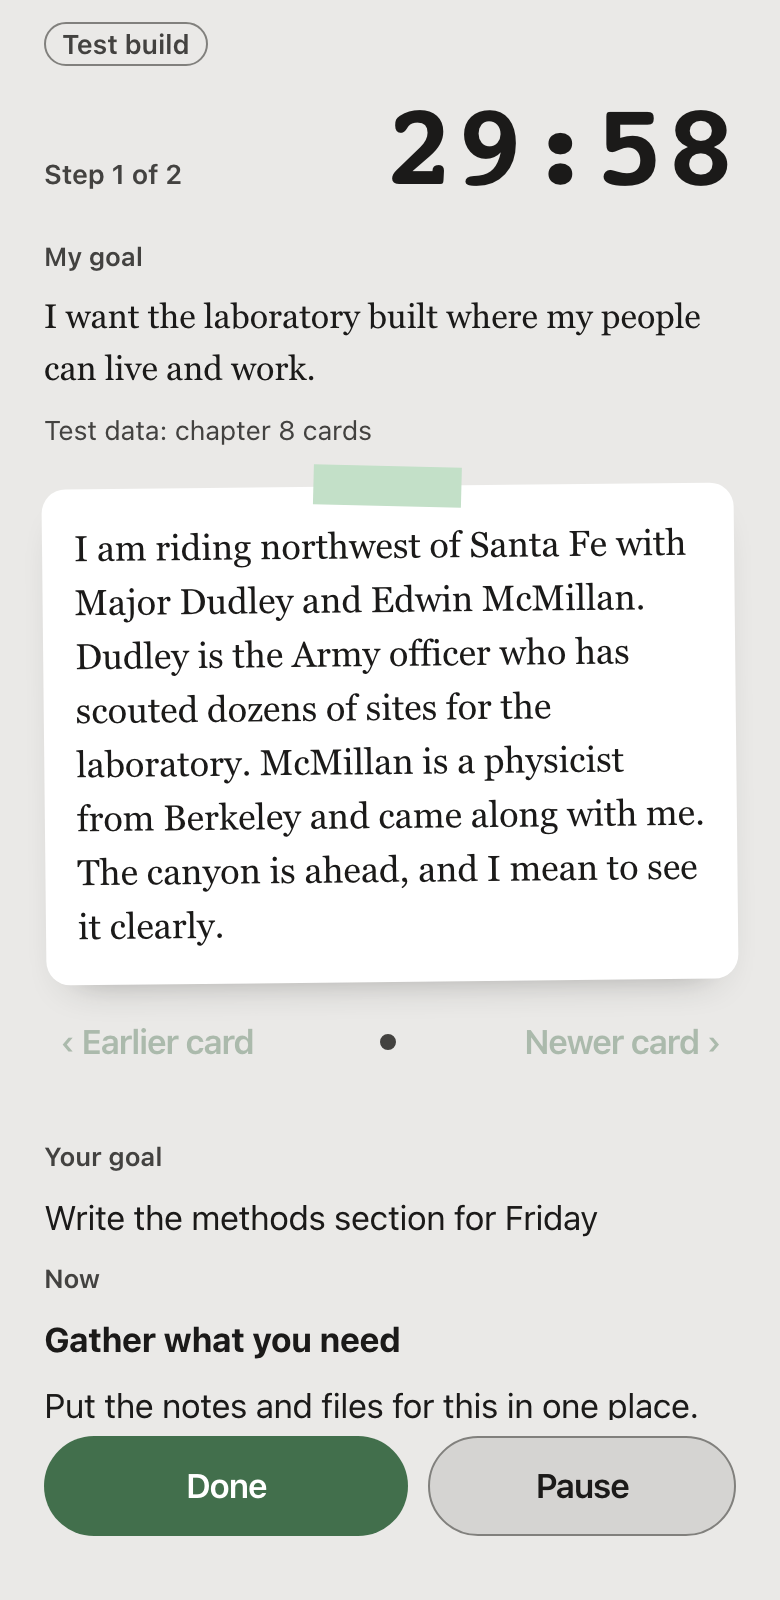 Test build
29:58
Step 1 of 2
My goal
I want the laboratory built where my people
can live and work.
Test data: chapter 8 cards
I am riding northwest of Santa Fe with
Major Dudley and Edwin McMillan.
Dudley is the Army officer who has
scouted dozens of sites for the
laboratory. McMillan is a physicist
from Berkeley and came along with me.
The canyon is ahead, and I mean to see
it clearly.
‹ Earlier card
Newer card ›
Your goal
Write the methods section for Friday
Now
Gather what you need
Put the notes and files for this in one place.
Done
Pause